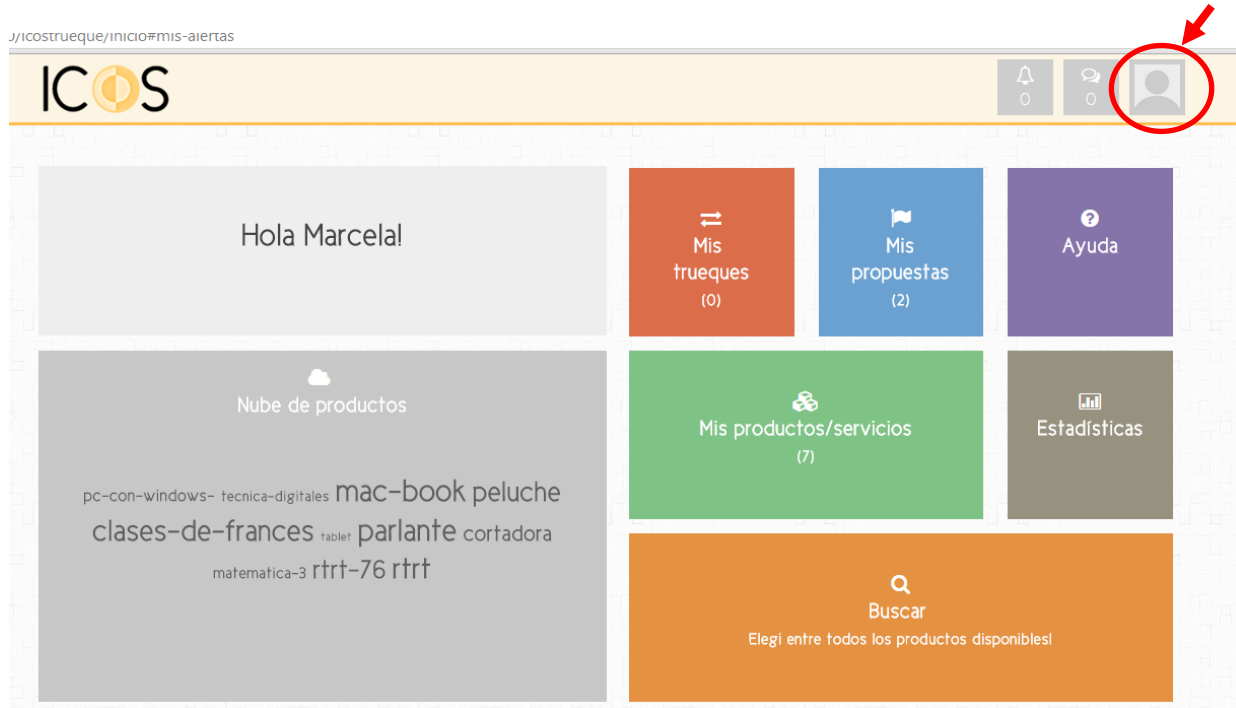 0/icostrueque/inicio#mis-alertas
ICOS
0
0
Hola Marcela!
Mis
trueques
(0)
Mis
propuestas
(2)
Ayuda
Nube de productos
pc-con-windows- tecnica-digitales mac-book peluche
clases-de-frances tablet parlante cortadora
matematica-3 rtrt-76 rtrt
Mis productos/servicios
(7)
Estadísticas
Buscar
Elegi entre todos los productos disponibles!